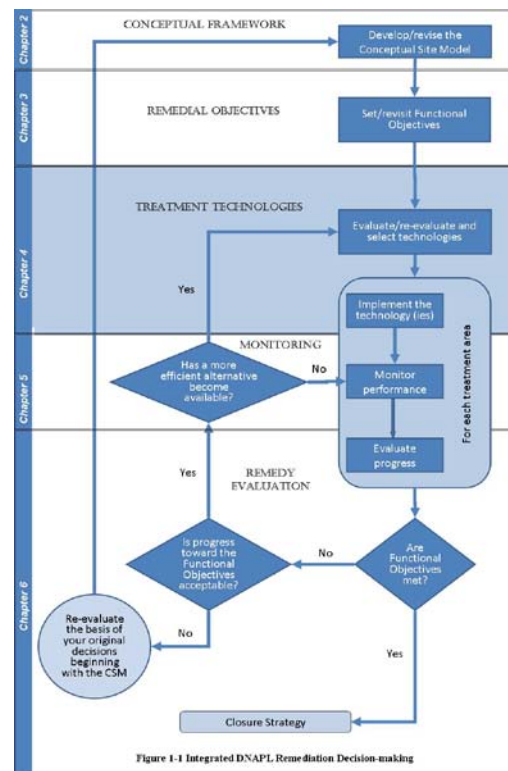 Chapter 2
CONCEPTUAL FRAMEWORK
Develop/revise the
Conceptual Site Model
Chapter 3
REMEDIAL OBJECTIVES
Set/revisit Functional
Objectives
Chapter 4
TREATMENT TECHNOLOGIES
Evaluate/re-evaluate and
select technologies
Yes
Implement the
technology (ies)
For each treatment area
Chapter 5
MONITORING
Has a more
efficient alternative
become
available?
No
Monitor
performance
Evaluate
progress
Chapter 6
Yes
REMEDY
EVALUATION
Is progress
toward the
Functional
Objectives
acceptable?
No
Are
Functional
Objectives
met?
No
Re-evaluate
the basis of
your original
decisions
beginning
with the CSM
Yes
Closure Strategy
Figure 1-1 Integrated DNAPL Remediation Decision-making